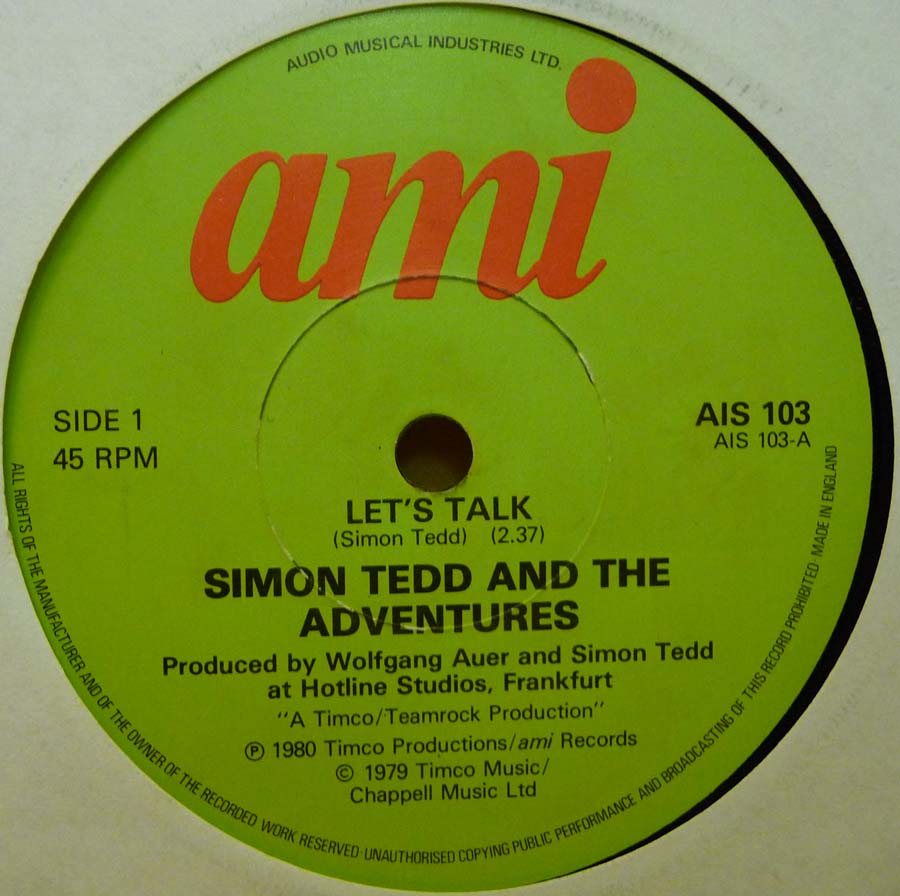 AUDIO MUSICAL INDUSTRIES LTD.
ami
SIDE 1
45 RPM
AIS 103
AIS 103-A
LET'S TALK
(Simon Tedd) (2.37)
SIMON TEDD AND THE
ADVENTURES
Produced by Wolfgang Auer and Simon Tedd
at Hotline Studios, Frankfurt
"A Timco/Teamrock Production"
℗ 1980 Timco Productions/ami Records
© 1979 Timco Music/
Chappell Music Ltd
ALL RIGHTS OF THE MANUFACTURER AND OF THE OWNER OF THE RECORDED WORK RESERVED · UNAUTHORISED COPYING PUBLIC PERFORMANCE AND BROADCASTING OF THIS RECORD PROHIBITED · MADE IN ENGLAND